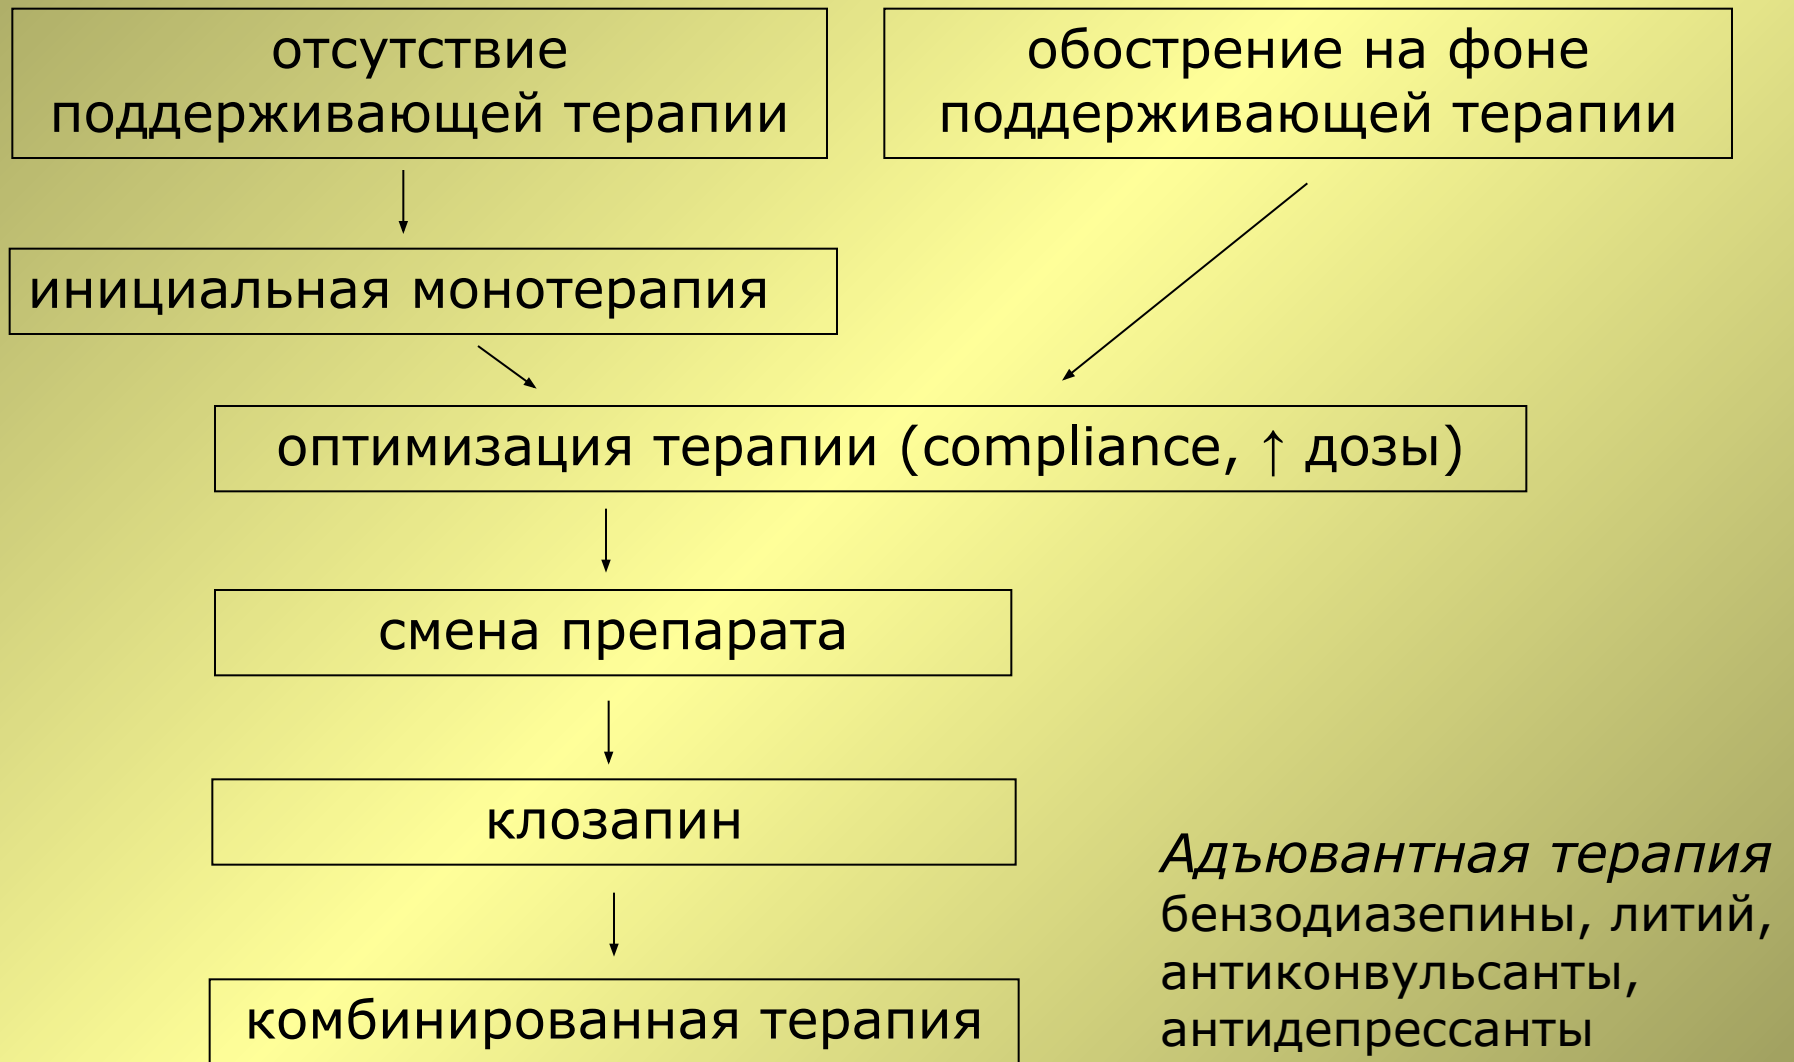 отсутствие
поддерживающей терапии
обострение на фоне
поддерживающей терапии
инициальная монотерапия
оптимизация терапии (compliance, ↑ дозы)
смена препарата
клозапин
комбинированная терапия
Адъювантная терапия
бензодиазепины, литий,
антиконвульсанты,
антидепрессанты